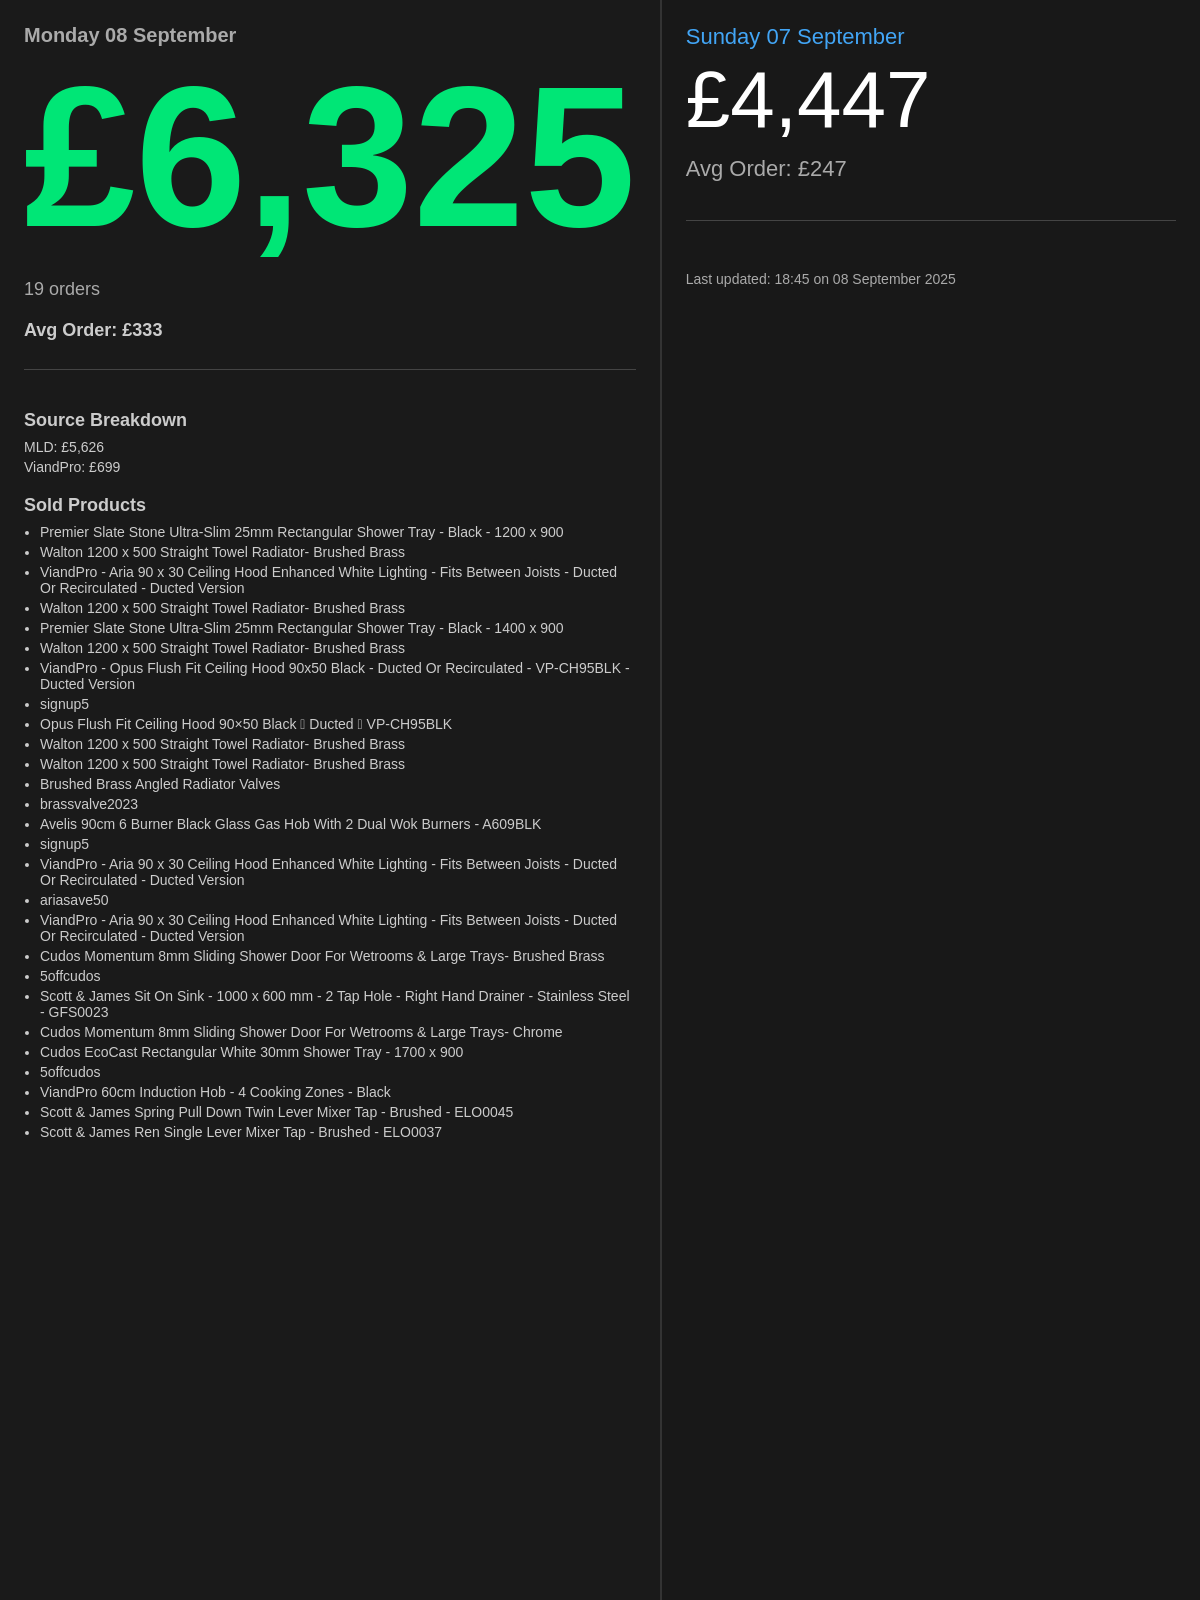 Monday 08 September
£6,325
19 orders
Avg Order: £333
Source Breakdown
MLD: £5,626
ViandPro: £699
Sold Products
• Premier Slate Stone Ultra-Slim 25mm Rectangular Shower Tray - Black - 1200 x 900
• Walton 1200 x 500 Straight Towel Radiator- Brushed Brass
• ViandPro - Aria 90 x 30 Ceiling Hood Enhanced White Lighting - Fits Between Joists - Ducted
Or Recirculated - Ducted Version
• Walton 1200 x 500 Straight Towel Radiator- Brushed Brass
• Premier Slate Stone Ultra-Slim 25mm Rectangular Shower Tray - Black - 1400 x 900
• Walton 1200 x 500 Straight Towel Radiator- Brushed Brass
• ViandPro - Opus Flush Fit Ceiling Hood 90x50 Black - Ducted Or Recirculated - VP-CH95BLK -
Ducted Version
• signup5
• Opus Flush Fit Ceiling Hood 90×50 Black ▯ Ducted ▯ VP-CH95BLK
• Walton 1200 x 500 Straight Towel Radiator- Brushed Brass
• Walton 1200 x 500 Straight Towel Radiator- Brushed Brass
• Brushed Brass Angled Radiator Valves
• brassvalve2023
• Avelis 90cm 6 Burner Black Glass Gas Hob With 2 Dual Wok Burners - A609BLK
• signup5
• ViandPro - Aria 90 x 30 Ceiling Hood Enhanced White Lighting - Fits Between Joists - Ducted
Or Recirculated - Ducted Version
• ariasave50
• ViandPro - Aria 90 x 30 Ceiling Hood Enhanced White Lighting - Fits Between Joists - Ducted
Or Recirculated - Ducted Version
• Cudos Momentum 8mm Sliding Shower Door For Wetrooms & Large Trays- Brushed Brass
• 5offcudos
• Scott & James Sit On Sink - 1000 x 600 mm - 2 Tap Hole - Right Hand Drainer - Stainless Steel
- GFS0023
• Cudos Momentum 8mm Sliding Shower Door For Wetrooms & Large Trays- Chrome
• Cudos EcoCast Rectangular White 30mm Shower Tray - 1700 x 900
• 5offcudos
• ViandPro 60cm Induction Hob - 4 Cooking Zones - Black
• Scott & James Spring Pull Down Twin Lever Mixer Tap - Brushed - ELO0045
• Scott & James Ren Single Lever Mixer Tap - Brushed - ELO0037
Sunday 07 September
£4,447
Avg Order: £247
Last updated: 18:45 on 08 September 2025